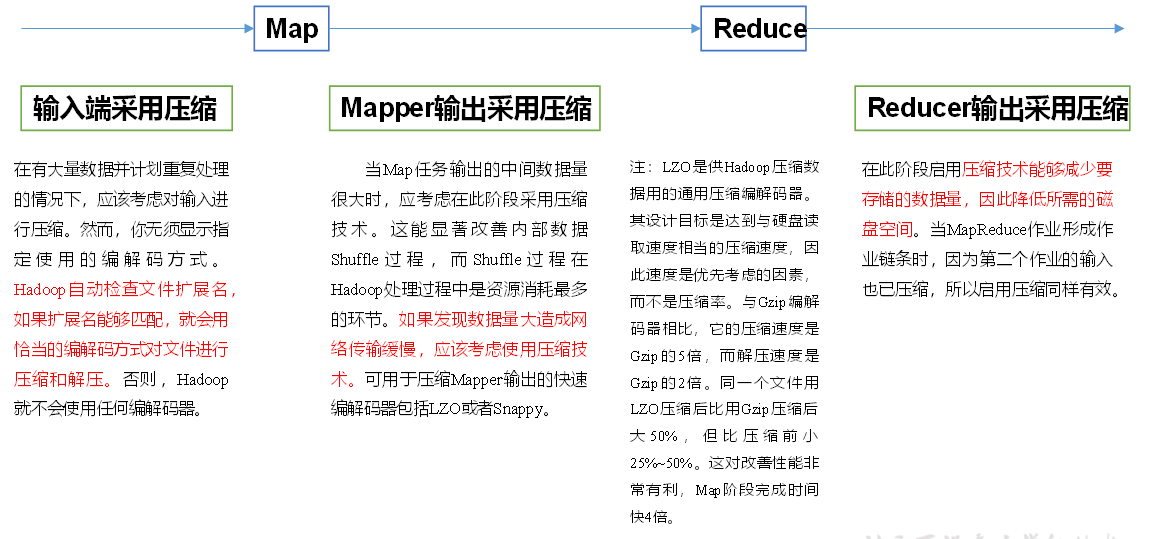 Map
Reduce
输入端采用压缩
在有大量数据并计划重复处理
的情况下，应该考虑对输入进
行压缩。然而，你无须显示指
定使用的编解码方式。
Hadoop自动检查文件扩展名，
如果扩展名能够匹配，就会用
恰当的编解码方式对文件进行
压缩和解压。否则，Hadoop
就不会使用任何编解码器。
Mapper输出采用压缩
当Map任务输出的中间数据量
很大时，应考虑在此阶段采用压缩
技术。这能显著改善内部数据
Shuffle过程，而Shuffle过程在
Hadoop处理过程中是资源消耗最多
的环节。如果发现数据量大造成网
络传输缓慢，应该考虑使用压缩技
术。可用于压缩Mapper输出的快速
编解码器包括LZO或者Snappy。
注：LZO是供Hadoop压缩数
据用的通用压缩编解码器。
其设计目标是达到与硬盘读
取速度相当的压缩速度，因
此速度是优先考虑的因素，
而不是压缩率。与Gzip编解
码器相比，它的压缩速度是
Gzip的5倍，而解压速度是
Gzip的2倍。同一个文件用
LZO压缩后比用Gzip压缩后
大50%，但比压缩前小
25%~50%。这对改善性能非
常有利，Map阶段完成时间
快4倍。
Reducer输出采用压缩
在此阶段启用压缩技术能够减少要
存储的数据量，因此降低所需的磁
盘空间。当MapReduce作业形成作
业链条时，因为第二个作业的输入
也已压缩，所以启用压缩同样有效。